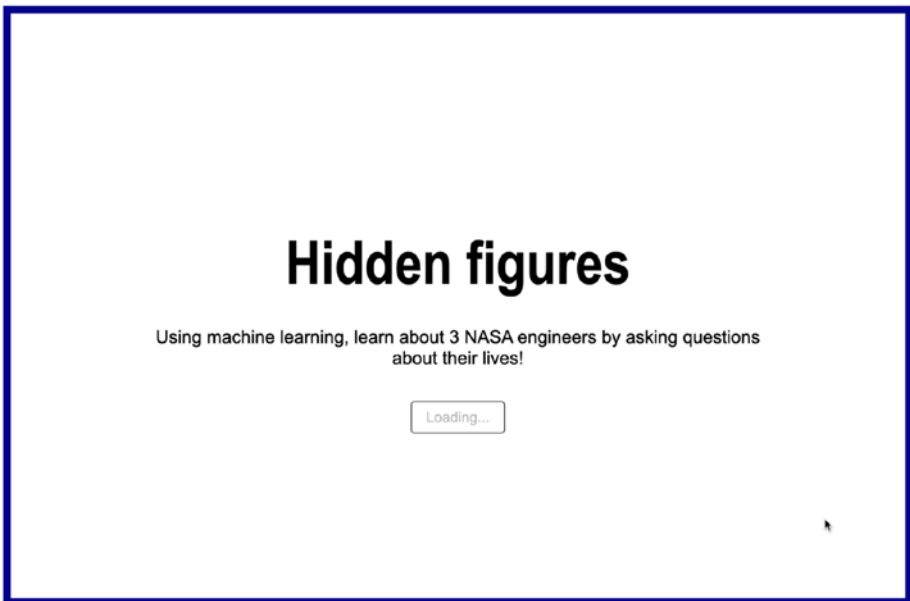 Hidden figures
Using machine learning, learn about 3 NASA engineers by asking questions
about their lives!
Loading...